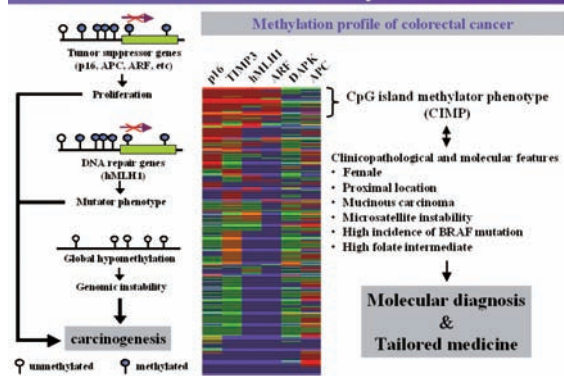 Methylation profile of colorectal cancer
Tumor suppressor genes
(p16, APC, ARF, etc)
Proliferation
DNA repair genes
(hMLH1)
Mutator phenotype
Global hypomethylation
Genomic instability
carcinogenesis
unmethylated
methylated
p16
TIMP3
hMLH1
ARF
DAPK
APC
CpG island methylator phenotype
(CIMP)
Clinicopathological and molecular features
・ Female
・ Proximal location
・ Mucinous carcinoma
・ Microsatellite instability
・ High incidence of BRAF mutation
・ High folate intermediate
Molecular diagnosis
&
Tailored medicine